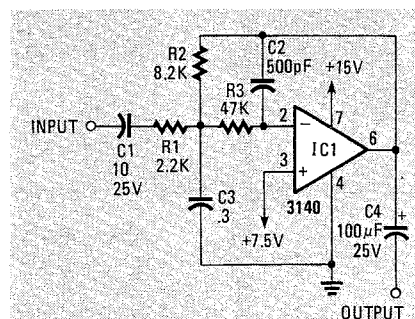 R2
8.2K
C2
500pF
+15V
R3
47K
2
7
INPUT
C1
10
25V
R1
2.2K
−
IC1
6
3
+
4
3140
C3
.3
+7.5V
+
C4
100μF
25V
OUTPUT